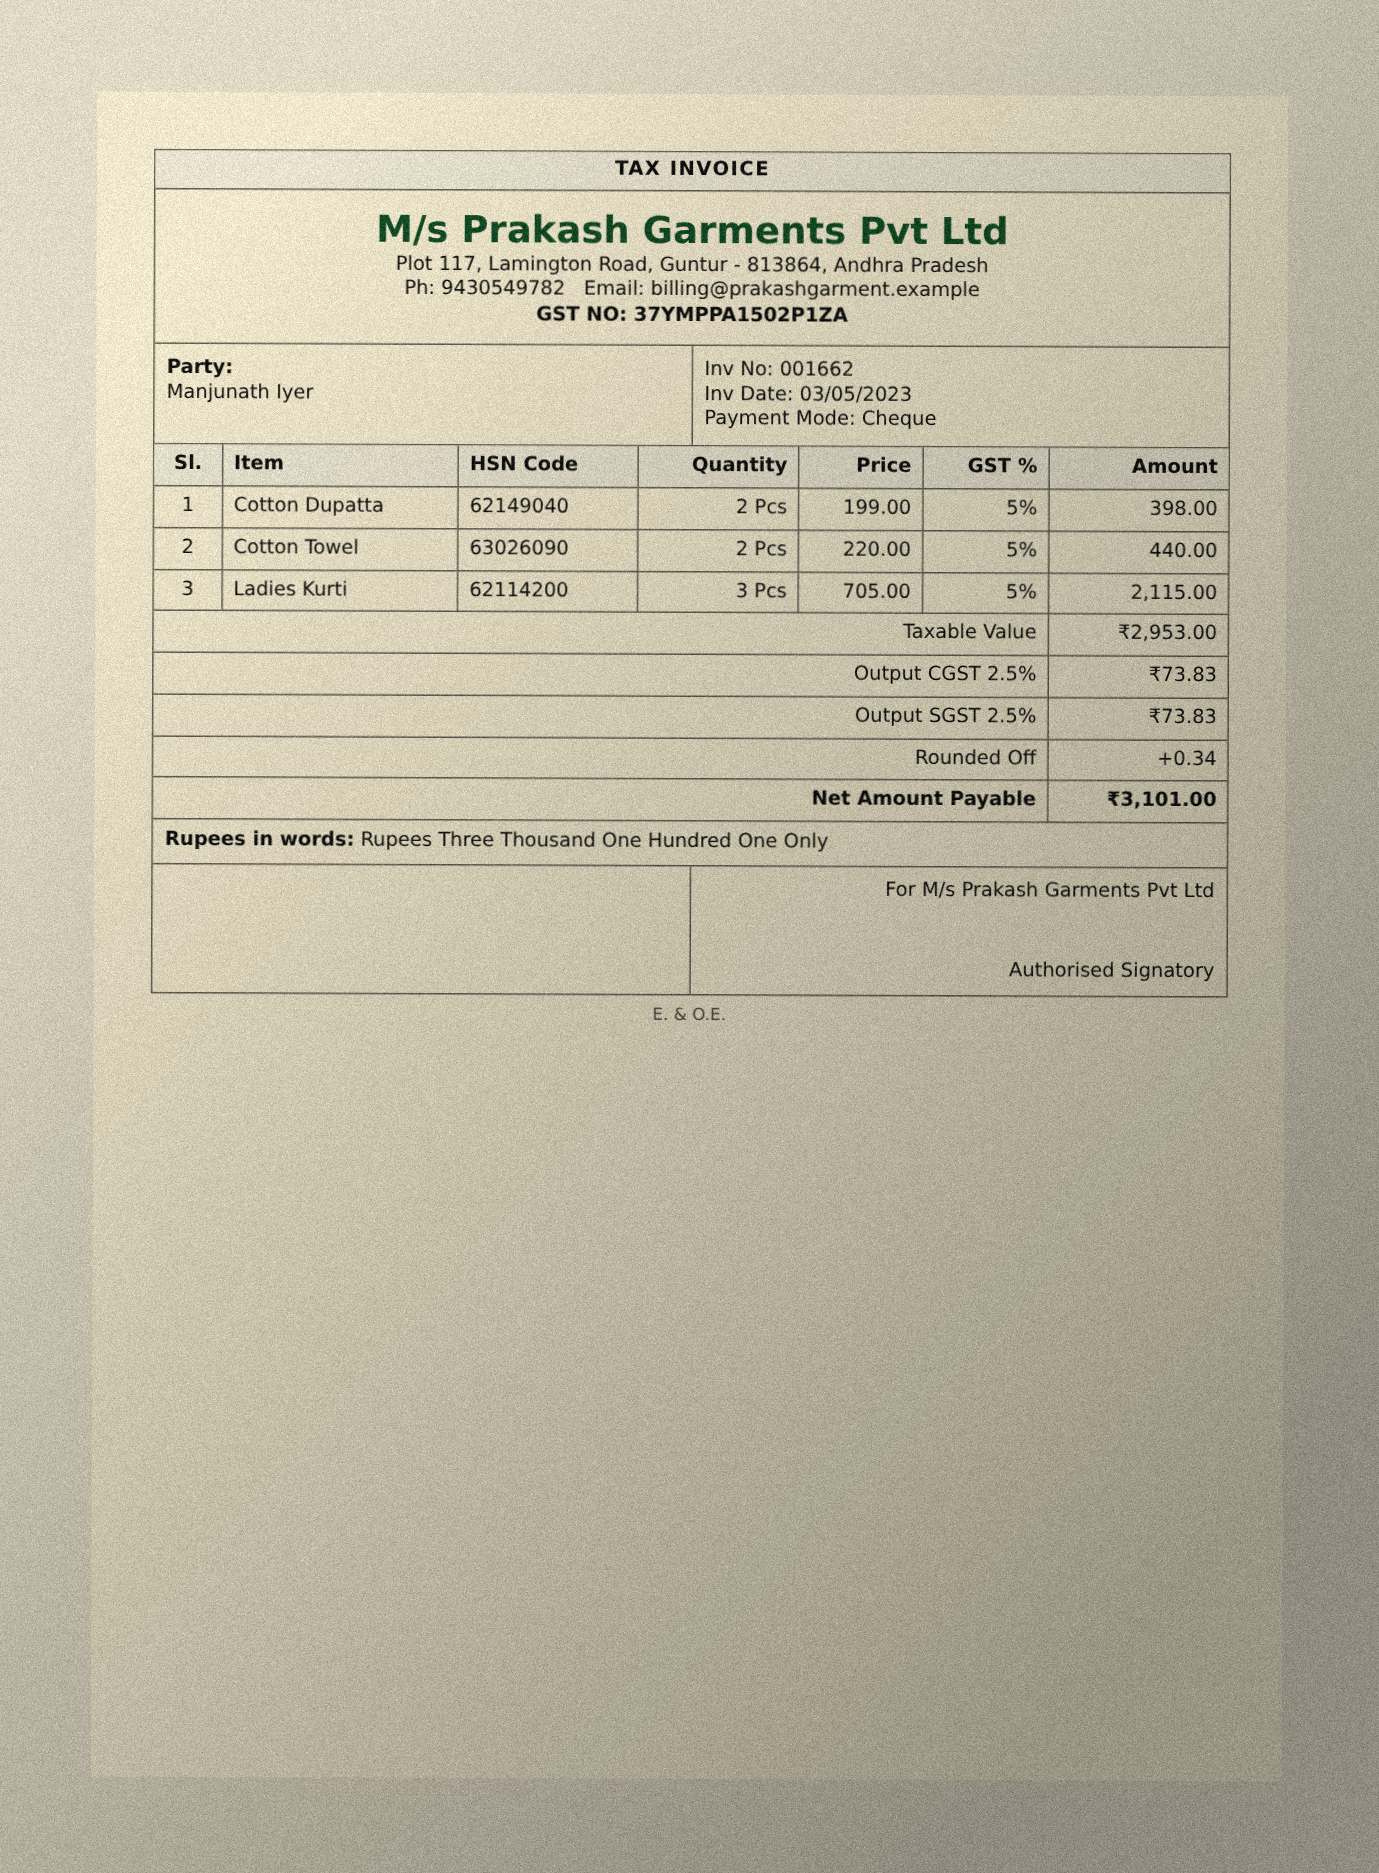 TAX INVOICE
M/s Prakash Garments Pvt Ltd
Plot 117, Lamington Road, Guntur - 813864, Andhra Pradesh
Ph: 9430549782 Email: billing@prakashgarment.example
GST NO: 37YMPPA1502P1ZA
Party:
Manjunath Iyer
Inv No: 001662
Inv Date: 03/05/2023
Payment Mode: Cheque
Sl. Item HSN Code Quantity Price GST % Amount
1 Cotton Dupatta 62149040 2 Pcs 199.00 5% 398.00
2 Cotton Towel 63026090 2 Pcs 220.00 5% 440.00
3 Ladies Kurti 62114200 3 Pcs 705.00 5% 2,115.00
Taxable Value ₹2,953.00
Output CGST 2.5% ₹73.83
Output SGST 2.5% ₹73.83
Rounded Off +0.34
Net Amount Payable ₹3,101.00
Rupees in words: Rupees Three Thousand One Hundred One Only
For M/s Prakash Garments Pvt Ltd
Authorised Signatory
E. & O.E.